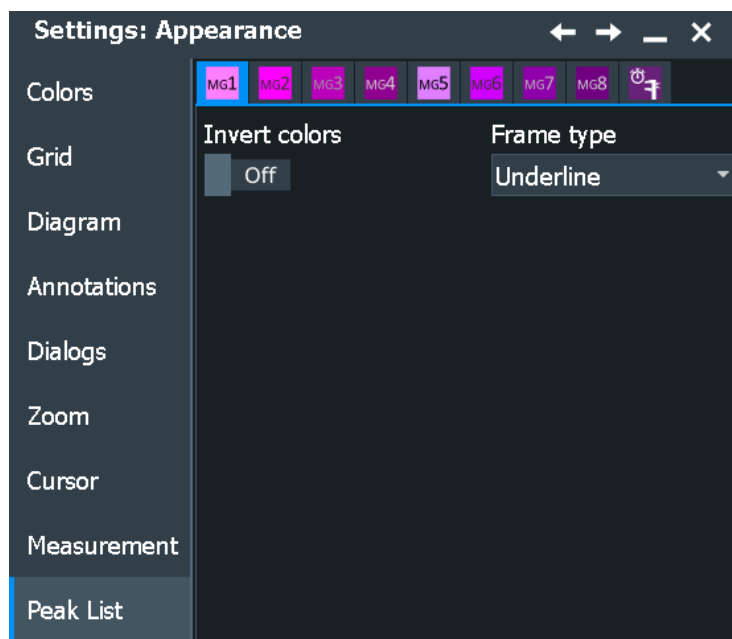 Settings: Appearance
Colors
Grid
Diagram
Annotations
Dialogs
Zoom
Cursor
Measurement
Peak List
MG1 MG2 MG3 MG4 MG5 MG6 MG7 MG8
Invert colors
Off
Frame type
Underline